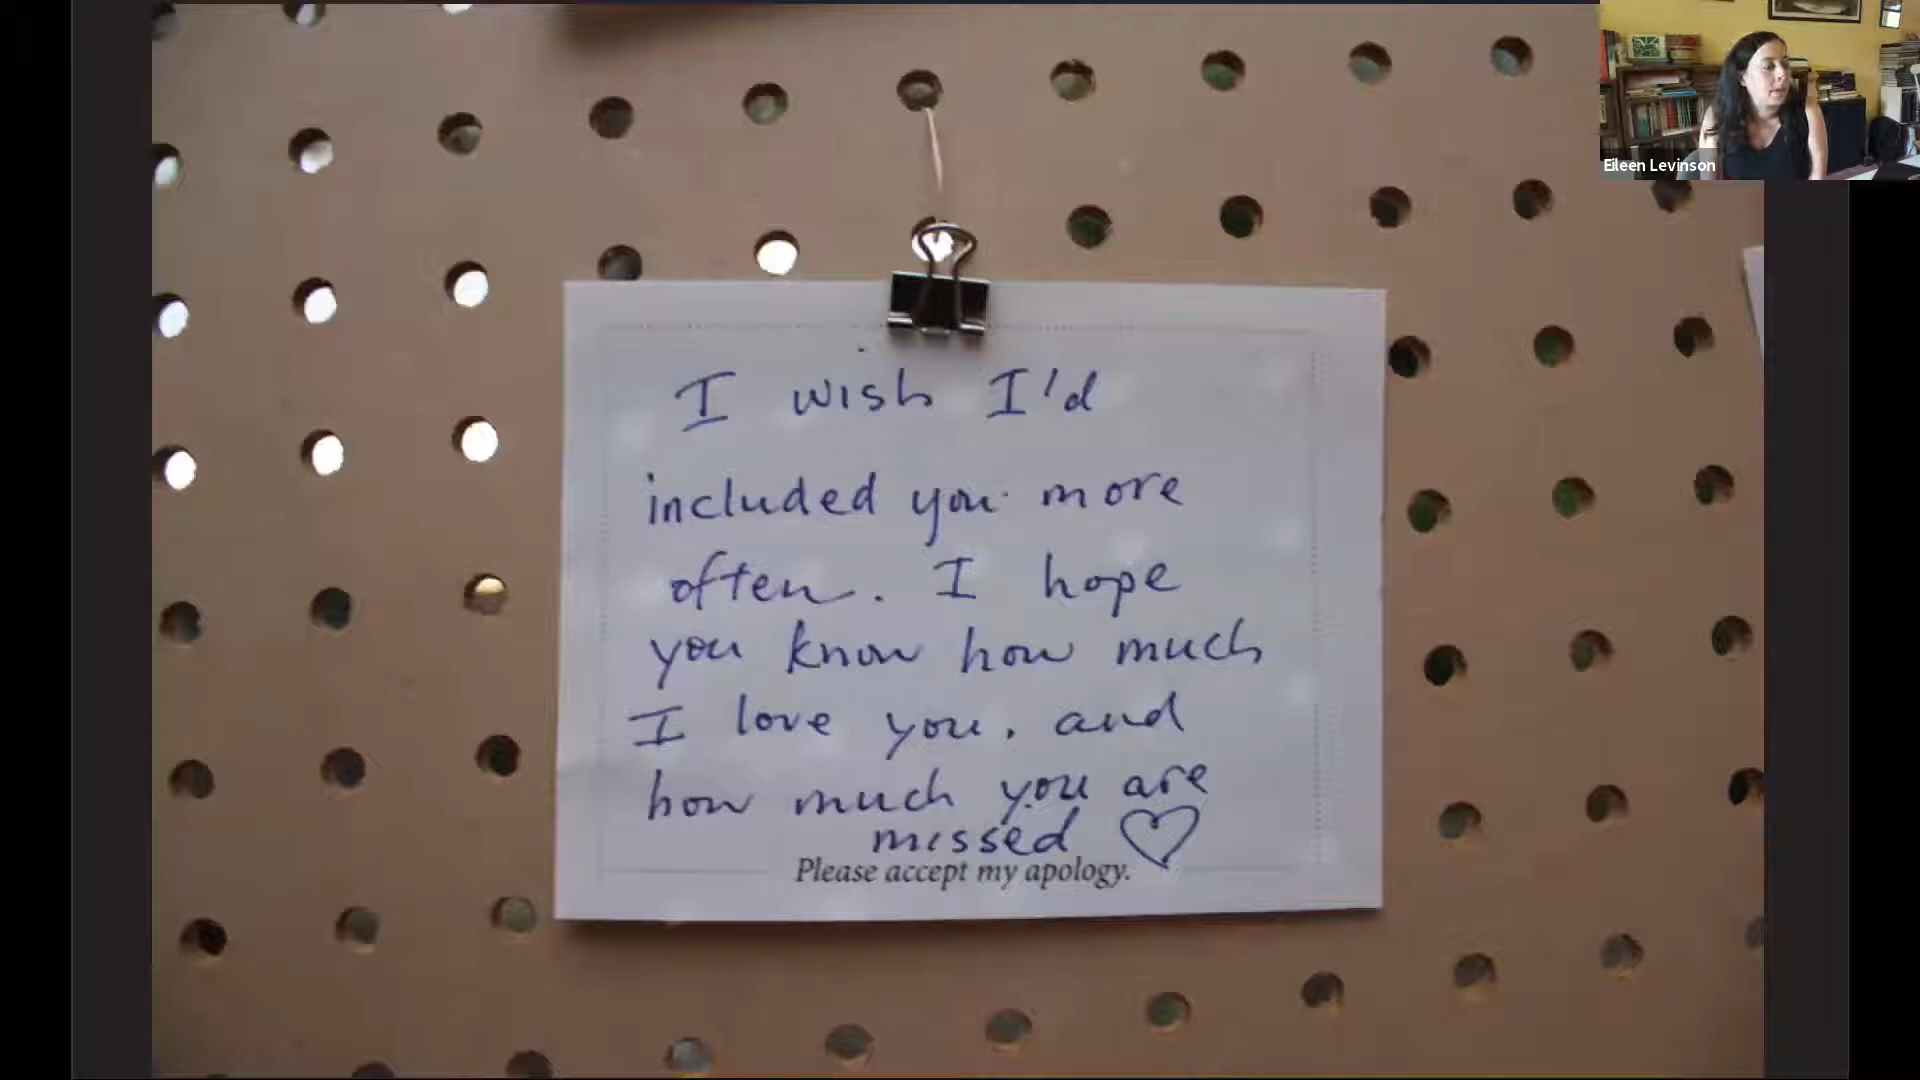 Eileen Levinson
I wish I'd
included you more
often. I hope
you know how much
I love you, and
how much you are
missed ♡
Please accept my apology.